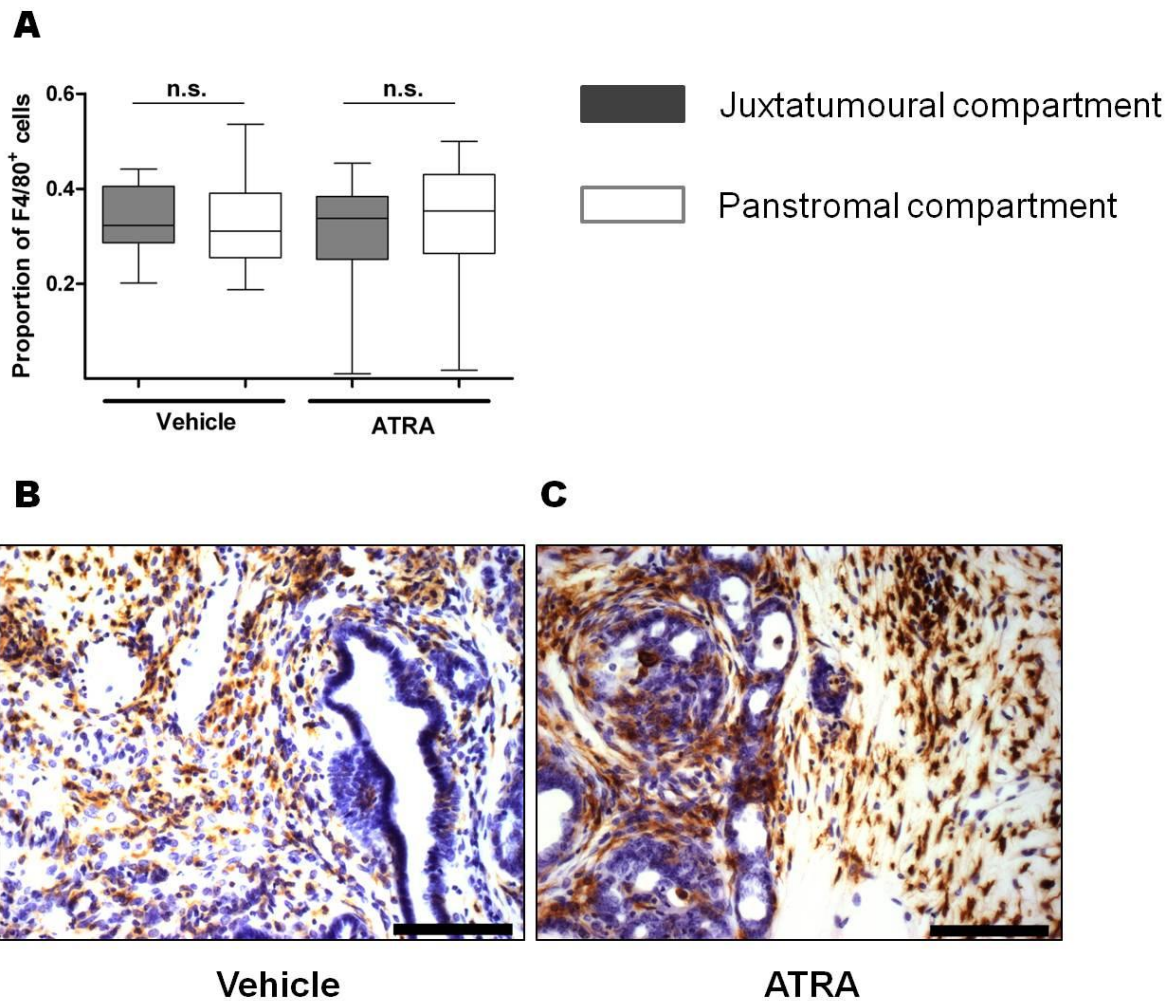 A
n.s.
n.s.
0.6
0.4
0.2
Proportion of F4/80⁺ cells
Vehicle
ATRA
Juxtatumoural compartment
Panstromal compartment
B
C
Vehicle
ATRA